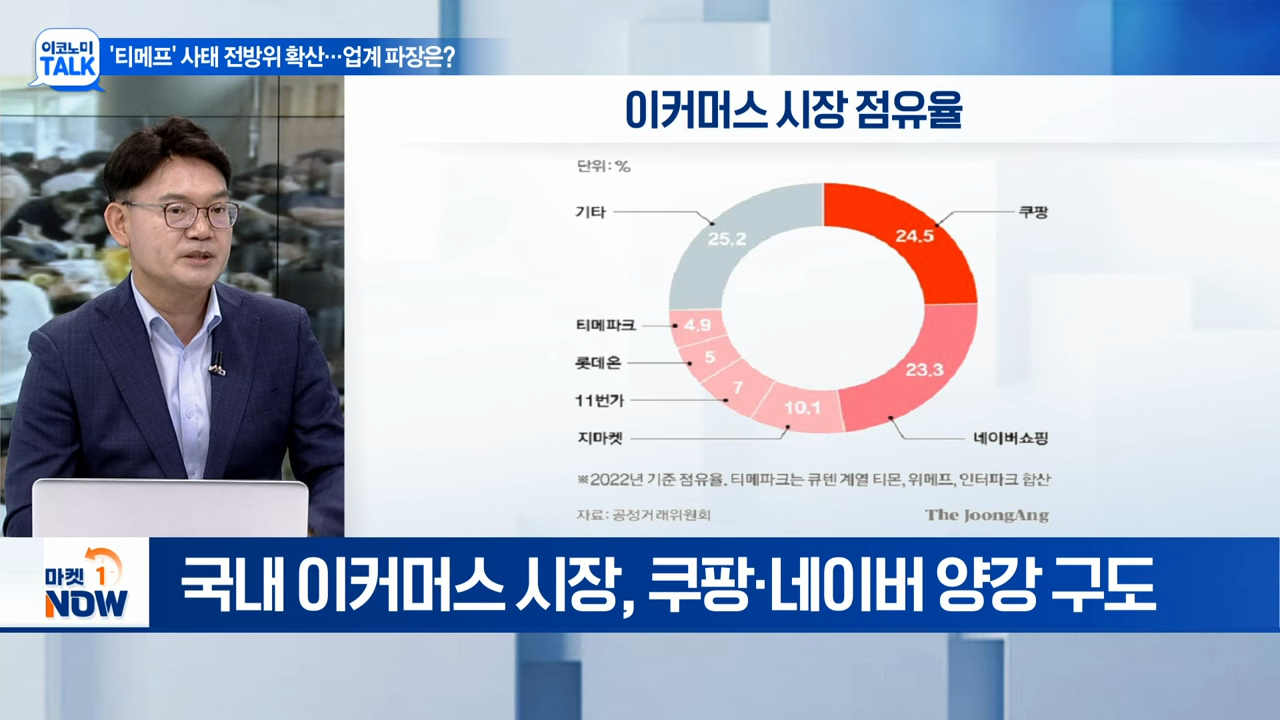 이코노미
TALK
'티메프' 사태 전방위 확산…업계 파장은?
이커머스 시장 점유율
단위: %
기타
25.2
쿠팡
24.5
티메파크
4.9
롯데온
5
11번가
7
지마켓
10.1
네이버쇼핑
23.3
※2022년 기준 점유율. 티메파크는 큐텐 계열 티몬, 위메프, 인터파크 합산
자료: 공정거래위원회
The JoongAng
마켓 1
NOW
국내 이커머스 시장, 쿠팡·네이버 양강 구도